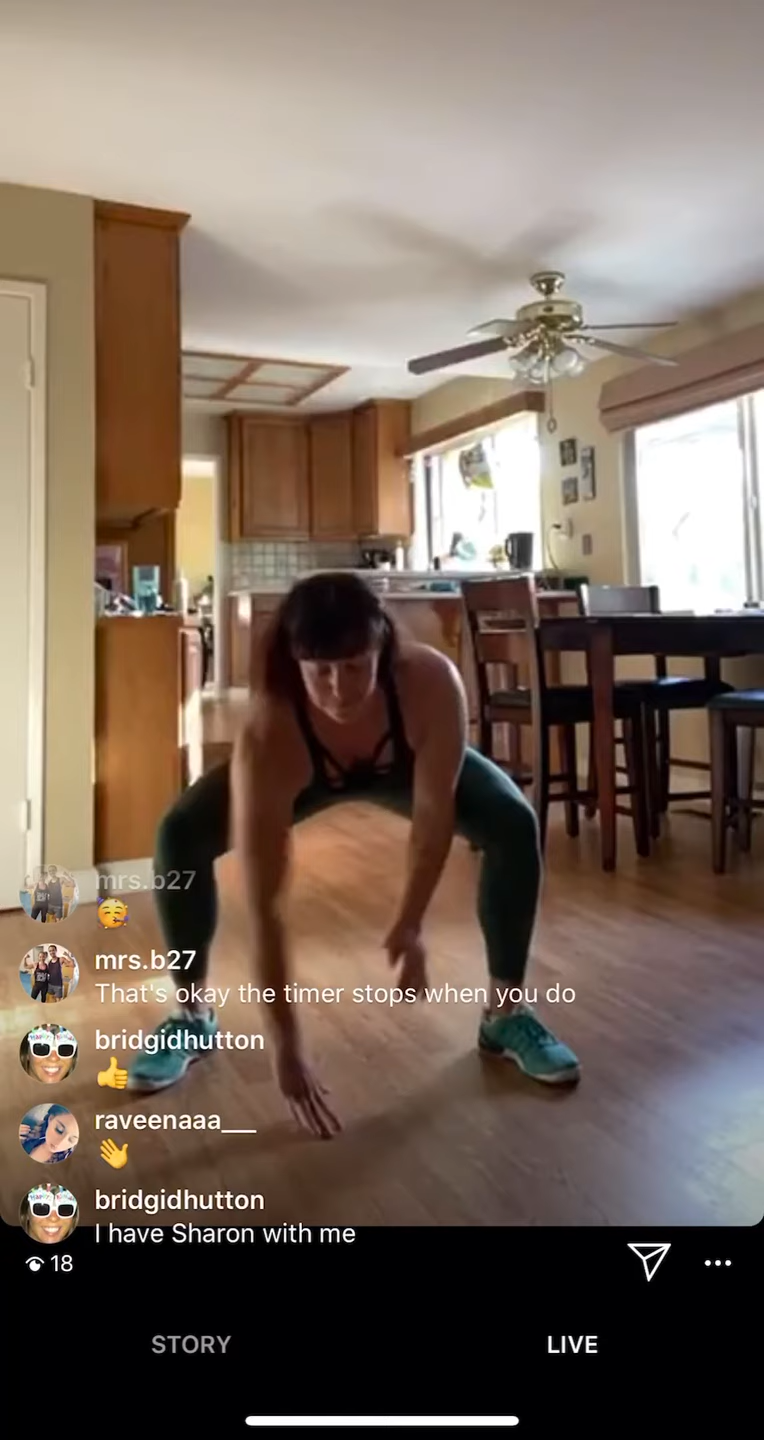 mrs.b27
🥳
mrs.b27
That's okay the timer stops when you do
bridgidhutton
👍
raveenaaa___
👋
bridgidhutton
I have Sharon with me
18
STORY
LIVE